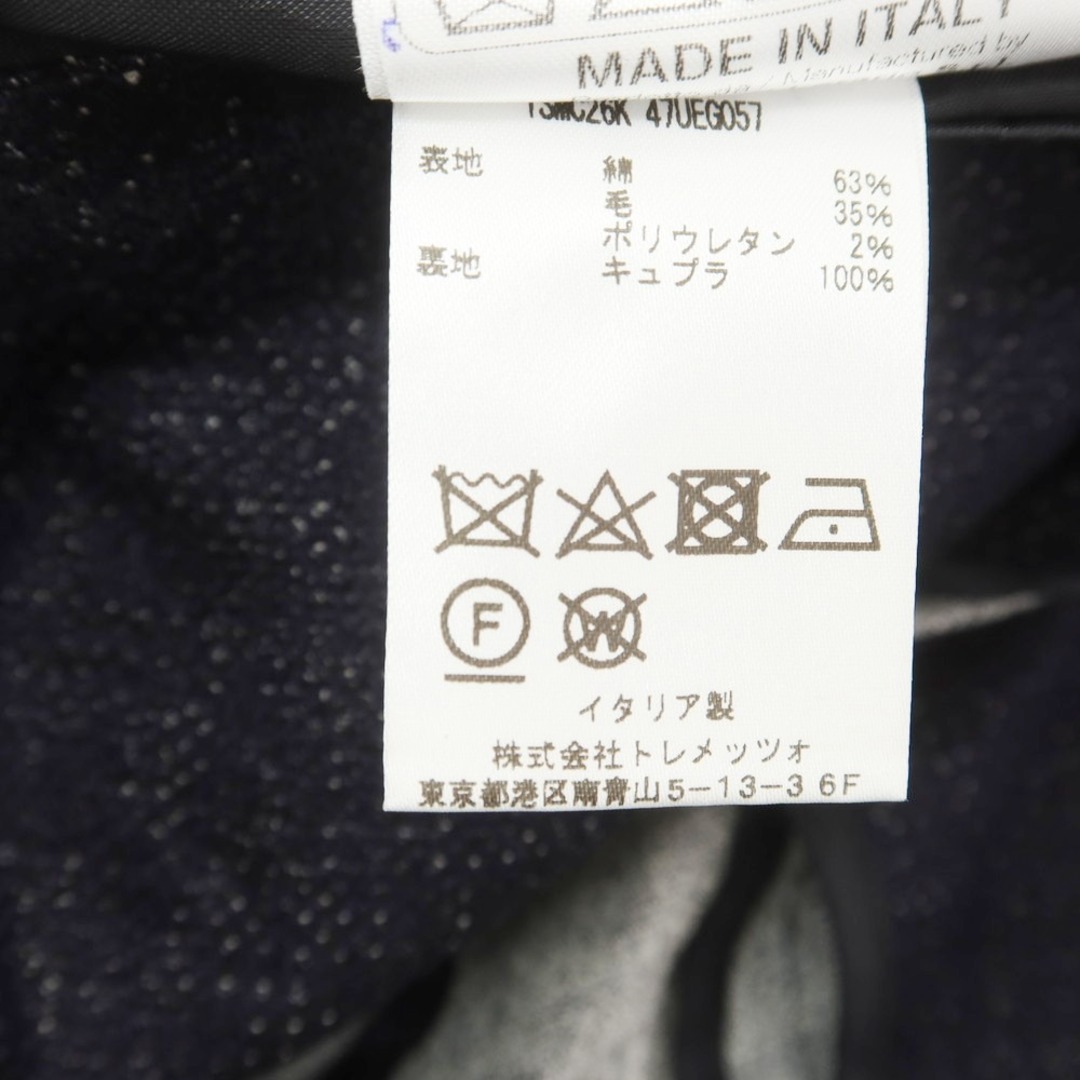 MADE IN ITALY
Manufactured by
1SMC26K 47UEG057
表地 綿 63%
毛 35%
ポリウレタン 2%
裏地 キュプラ 100%
F W
イタリア製
株式会社トレメッツォ
東京都港区南青山5-13-3 6F